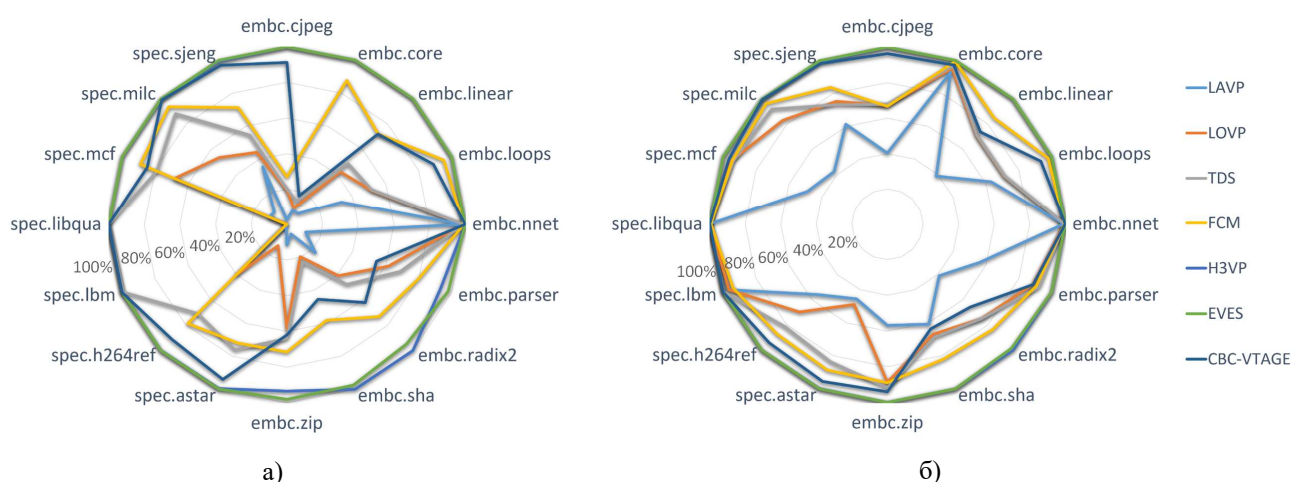 embc.cjpeg
embc.core
embc.linear
embc.loops
embc.nnet
embc.parser
embc.radix2
embc.sha
embc.zip
spec.astar
spec.h264ref
spec.lbm
spec.libqua
spec.mcf
spec.milc
spec.sjeng
100% 80% 60% 40% 20%
а)
embc.cjpeg
embc.core
embc.linear
embc.loops
embc.nnet
embc.parser
embc.radix2
embc.sha
embc.zip
spec.astar
spec.h264ref
spec.lbm
spec.libqua
spec.mcf
spec.milc
spec.sjeng
100% 80% 60% 40% 20%
б)
LAVP
LOVP
TDS
FCM
H3VP
EVES
CBC-VTAGE